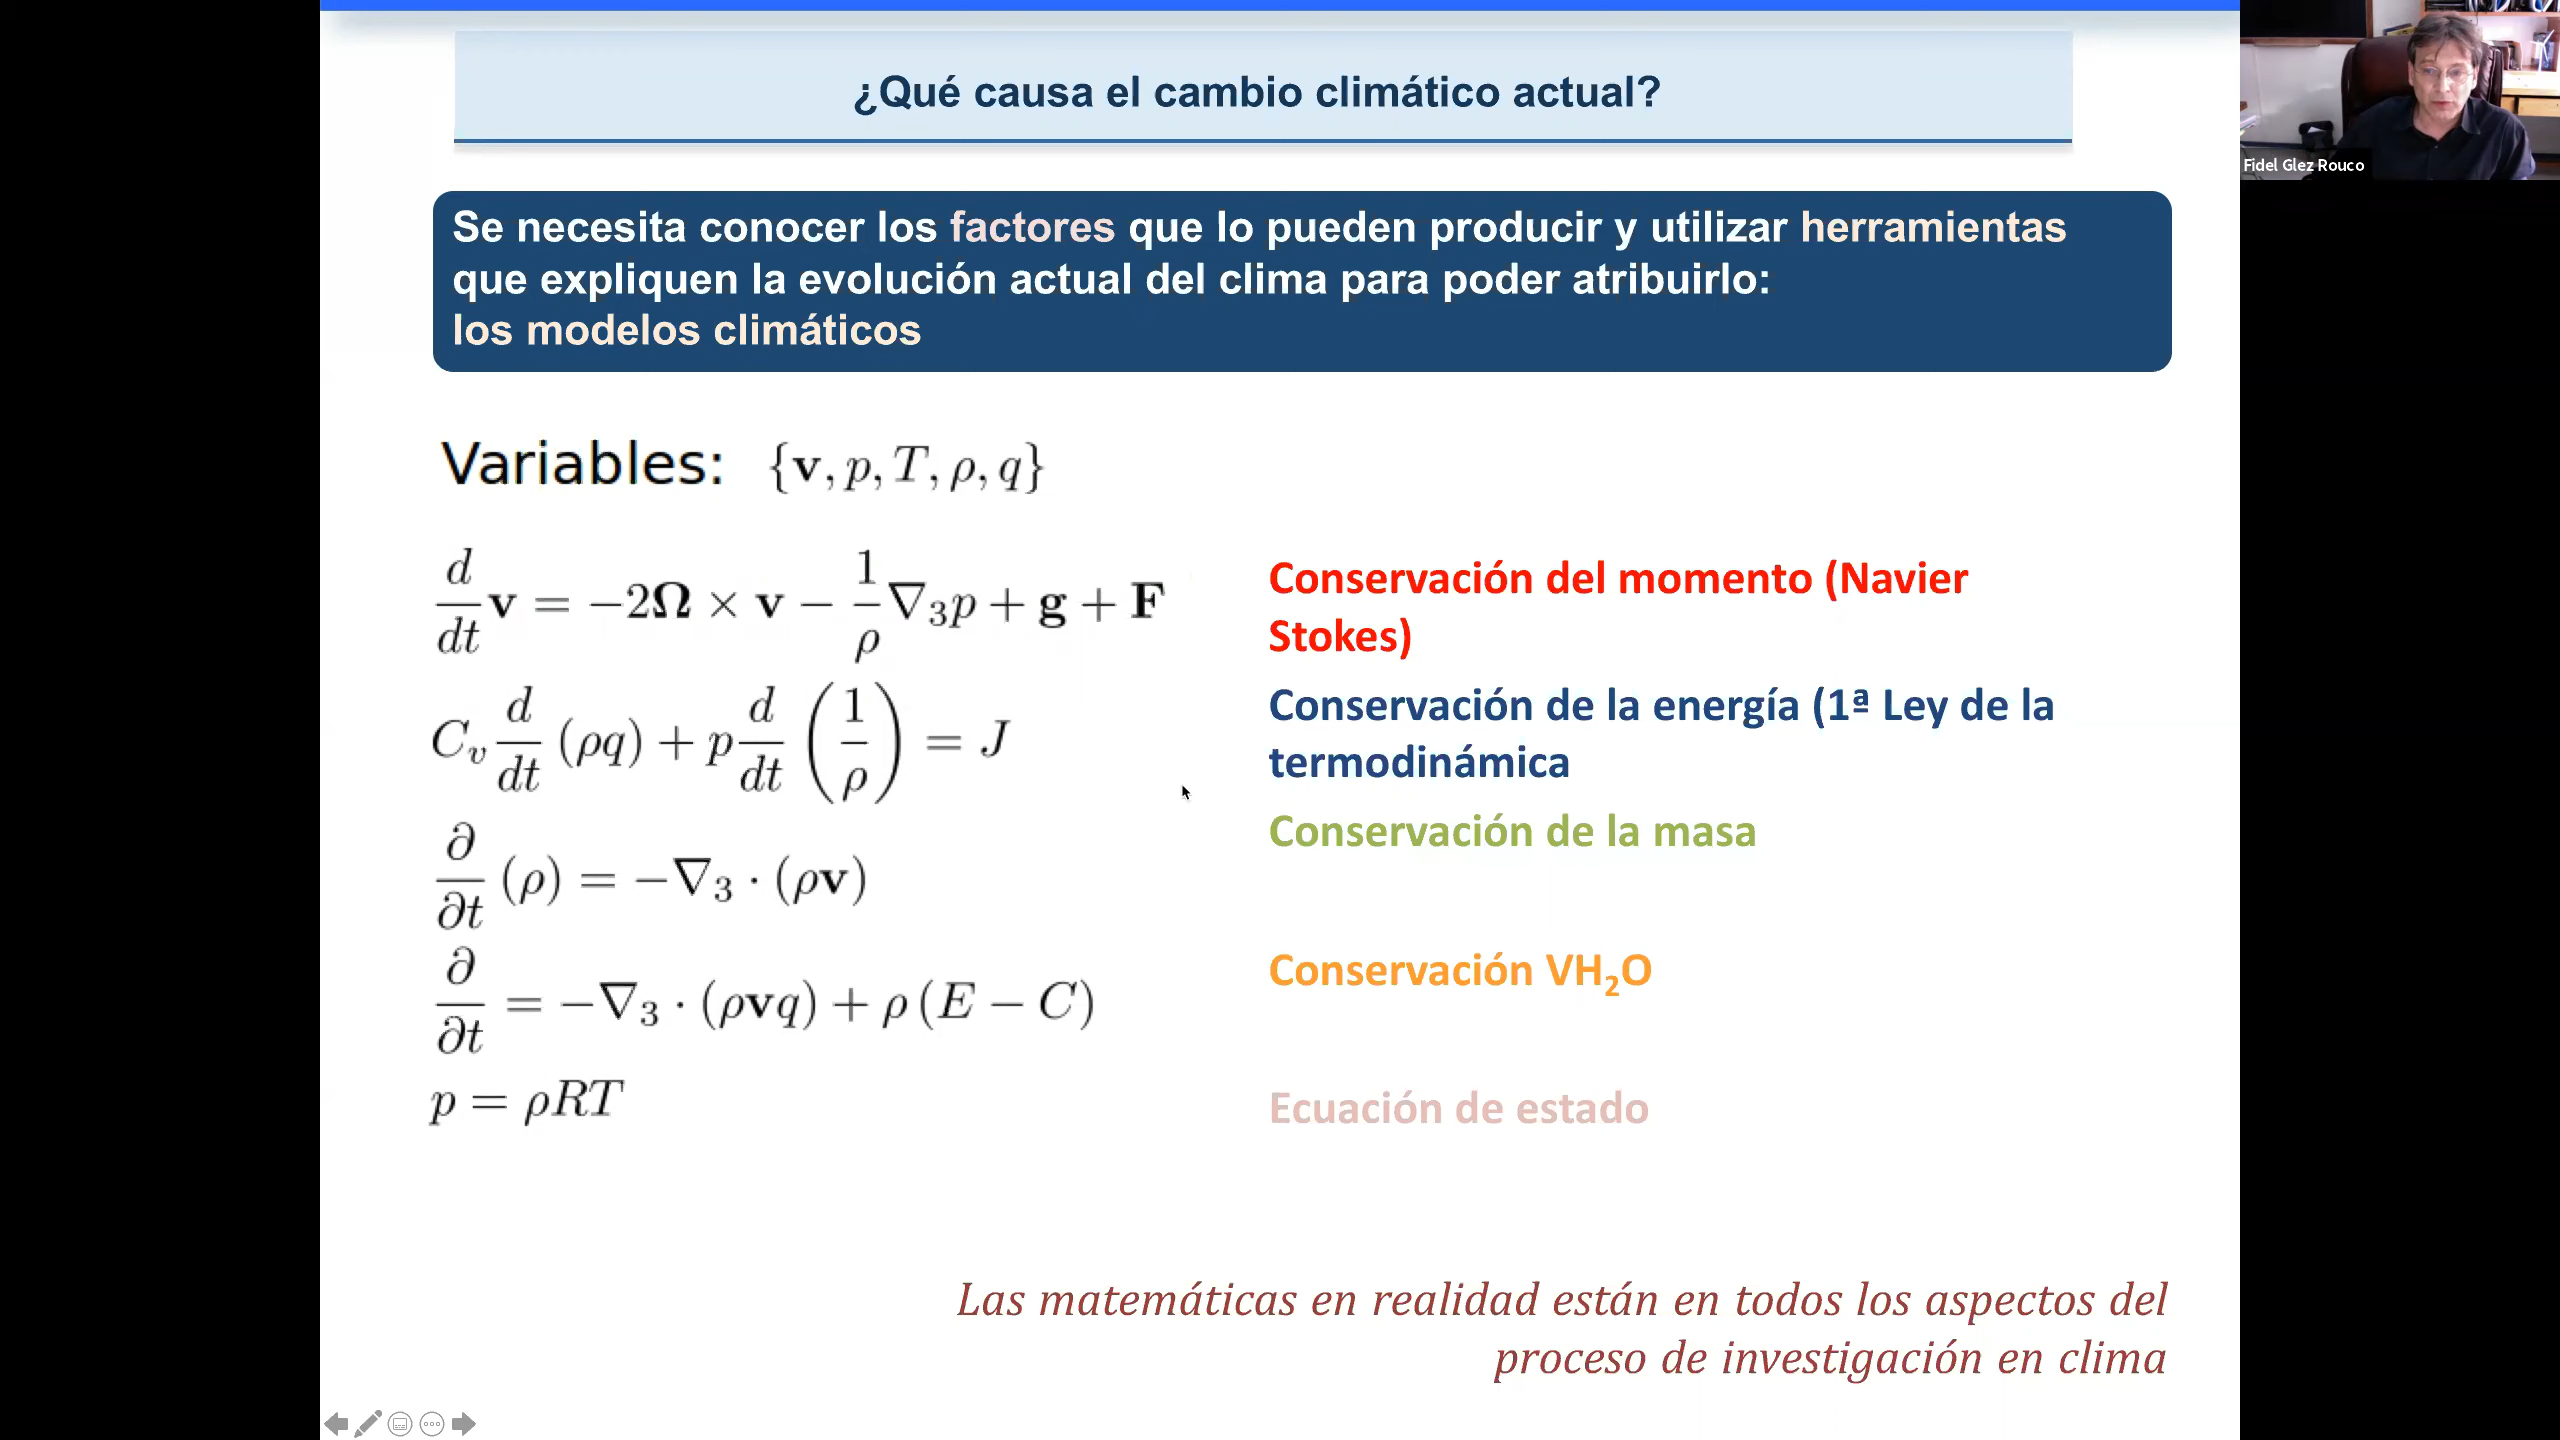 ¿Qué causa el cambio climático actual?
Fidel Glez Rouco
Se necesita conocer los factores que lo pueden producir y utilizar herramientas
que expliquen la evolución actual del clima para poder atribuirlo:
los modelos climáticos
Variables: {v, p, T, ρ, q}
d/dt v = −2Ω × v − 1/ρ ∇₃p + g + F
Conservación del momento (Navier
Stokes)
Cᵥ d/dt (ρq) + p d/dt (1/ρ) = J
Conservación de la energía (1ª Ley de la
termodinámica
∂/∂t (ρ) = −∇₃ · (ρv)
Conservación de la masa
∂/∂t = −∇₃ · (ρvq) + ρ (E − C)
Conservación VH₂O
p = ρRT
Ecuación de estado
Las matemáticas en realidad están en todos los aspectos del
proceso de investigación en clima